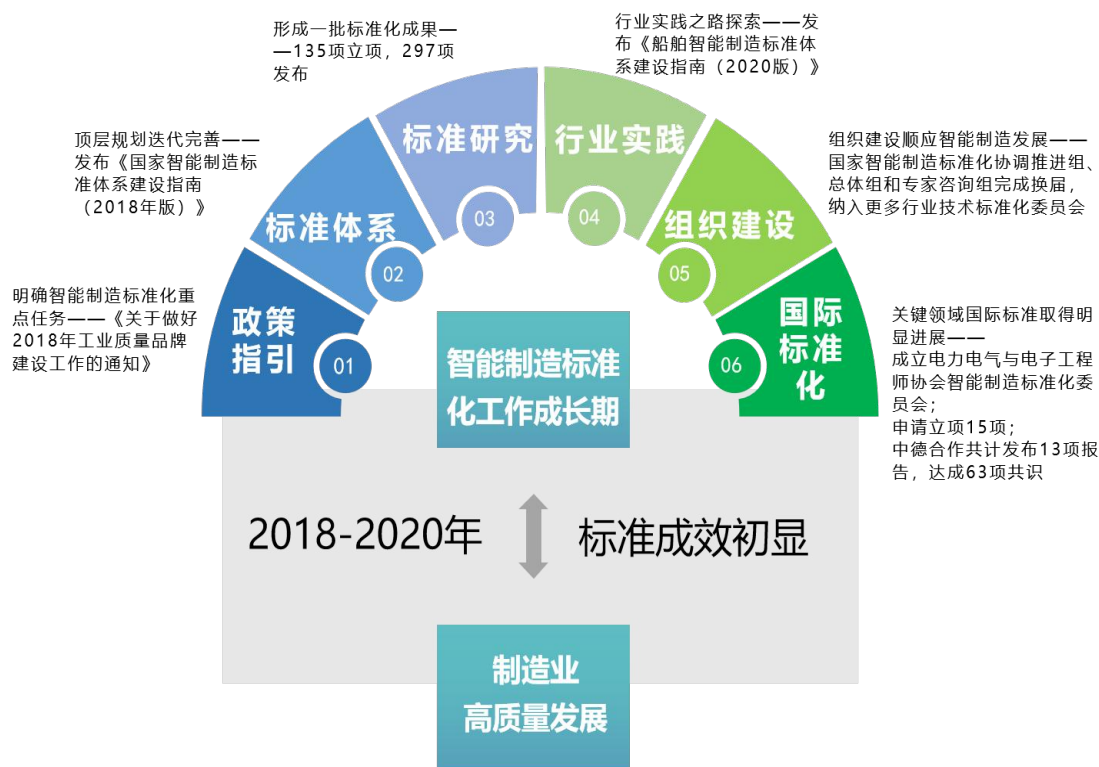 形成一批标准化成果—
—135项立项，297项
发布
行业实践之路探索——发
布《船舶智能制造标准体
系建设指南（2020版）》
顶层规划迭代完善——
发布《国家智能制造标
准体系建设指南
（2018年版）》
组织建设顺应智能制造发展——
国家智能制造标准化协调推进组、
总体组和专家咨询组完成换届，
纳入更多行业技术标准化委员会
明确智能制造标准化重
点任务——《关于做好
2018年工业质量品牌
建设工作的通知》
关键领域国际标准取得明
显进展——
成立电力电气与电子工程
师协会智能制造标准化委
员会；
申请立项15项；
中德合作共计发布13项报
告，达成63项共识
政策
指引
01
标准体系
02
标准研究
03
行业实践
04
组织建设
05
国际
标准
化
06
智能制造标准
化工作成长期
2018-2020年
标准成效初显
制造业
高质量发展